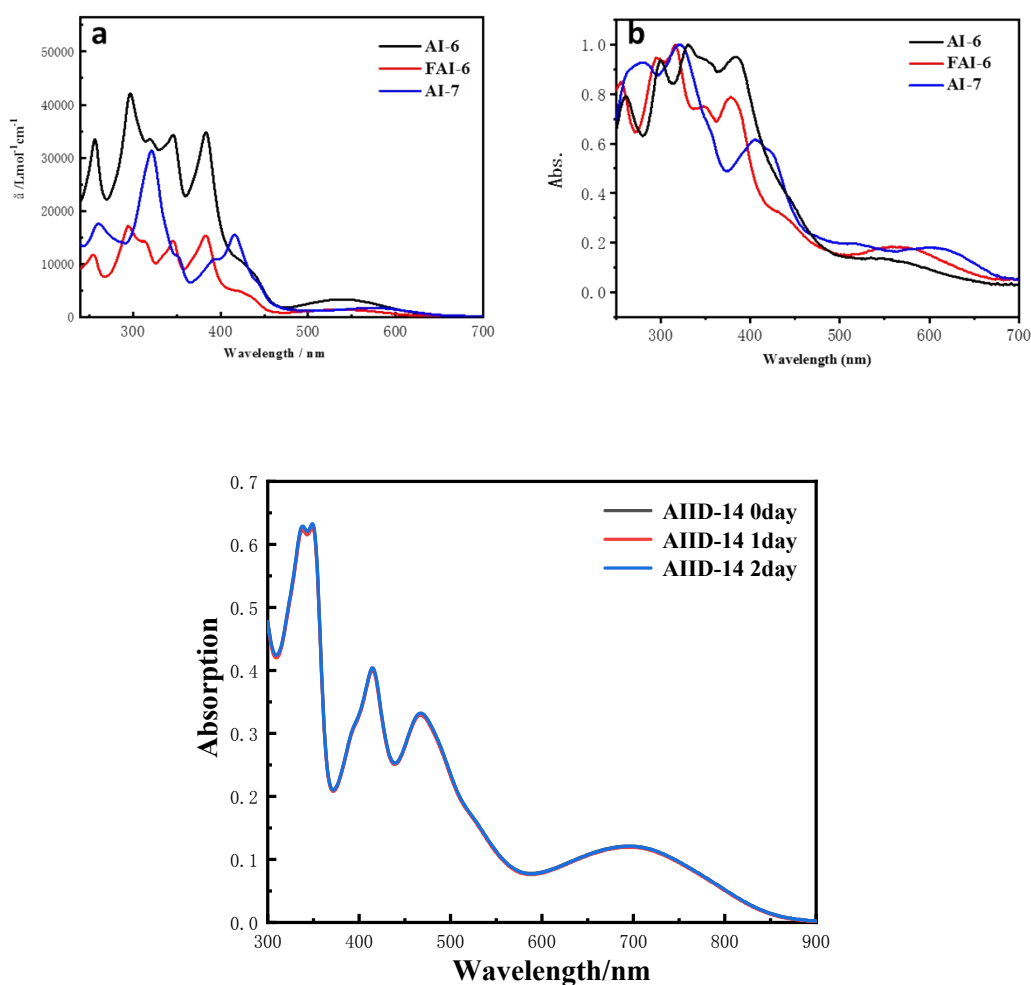 a
AI-6
FAI-6
AI-7
50000
40000
30000
20000
10000
0
ã /Lmol⁻¹cm⁻¹
300 400 500 600 700
Wavelength / nm
b
AI-6
FAI-6
AI-7
1.0
0.8
0.6
0.4
0.2
0.0
Abs.
300 400 500 600 700
Wavelength (nm)
AIID-14 0day
AIID-14 1day
AIID-14 2day
0.7
0.6
0.5
0.4
0.3
0.2
0.1
0.0
Absorption
300 400 500 600 700 800 900
Wavelength/nm